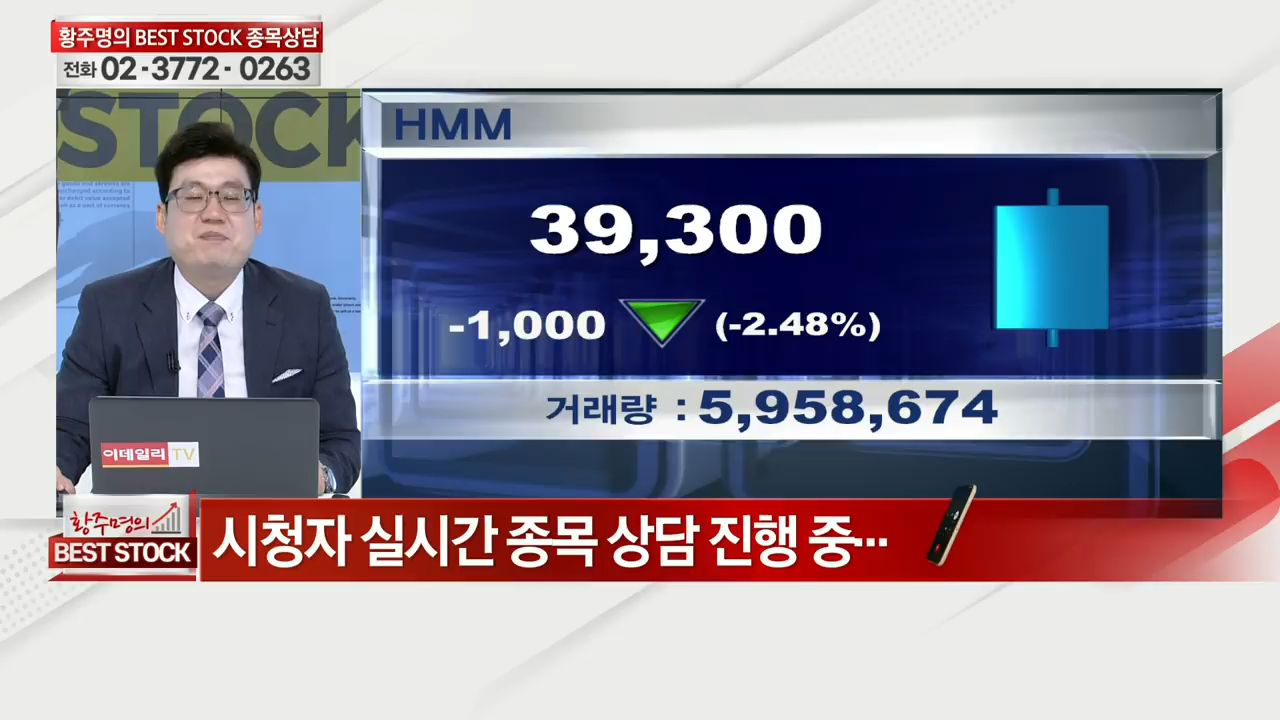 황주명의 BEST STOCK 종목상담
전화 02-3772-0263
STOCK
HMM
39,300
-1,000 (-2.48%)
거래량 : 5,958,674
이데일리 TV
황주명의
BEST STOCK
시청자 실시간 종목 상담 진행 중...